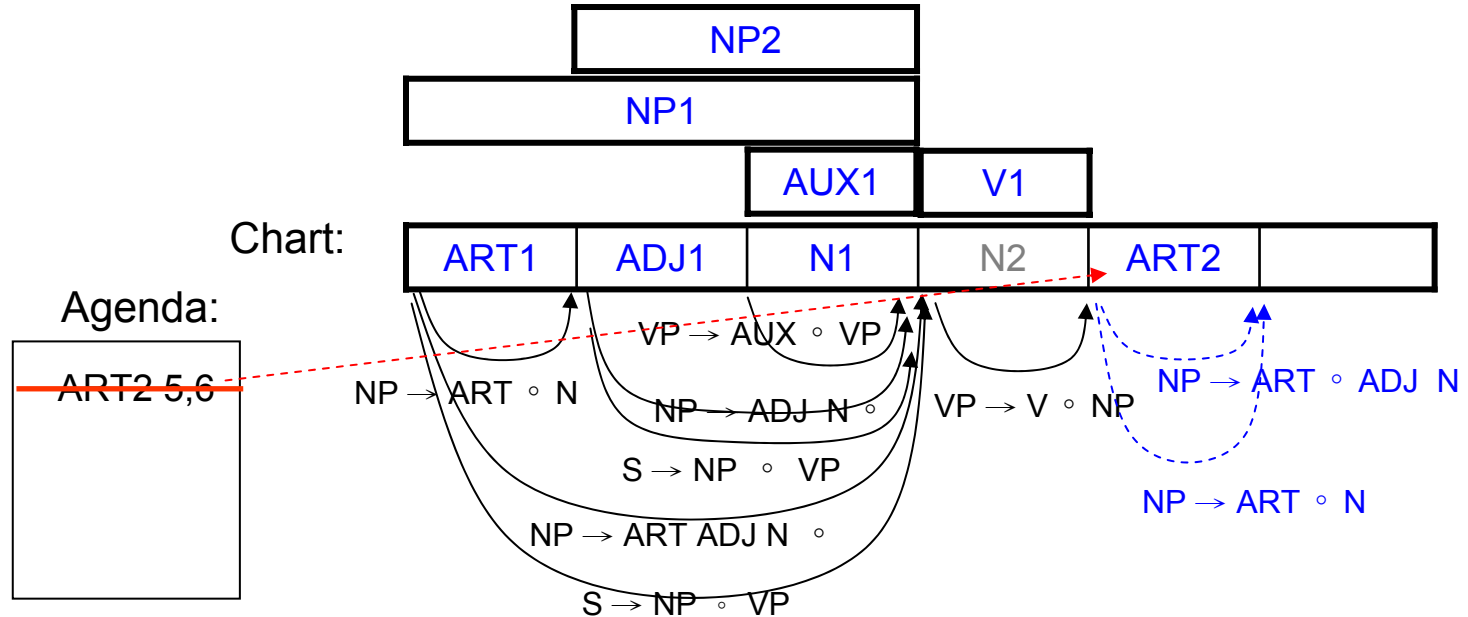 NP2
NP1
AUX1 V1
Chart:
ART1 ADJ1 N1 N2 ART2
Agenda:
ART2 5,6
VP → AUX ° VP
NP → ART ° N
NP → ADJ N °
VP → V ° NP
NP → ART ° ADJ N
S → NP ° VP
NP → ART ° N
NP → ART ADJ N °
S → NP ° VP